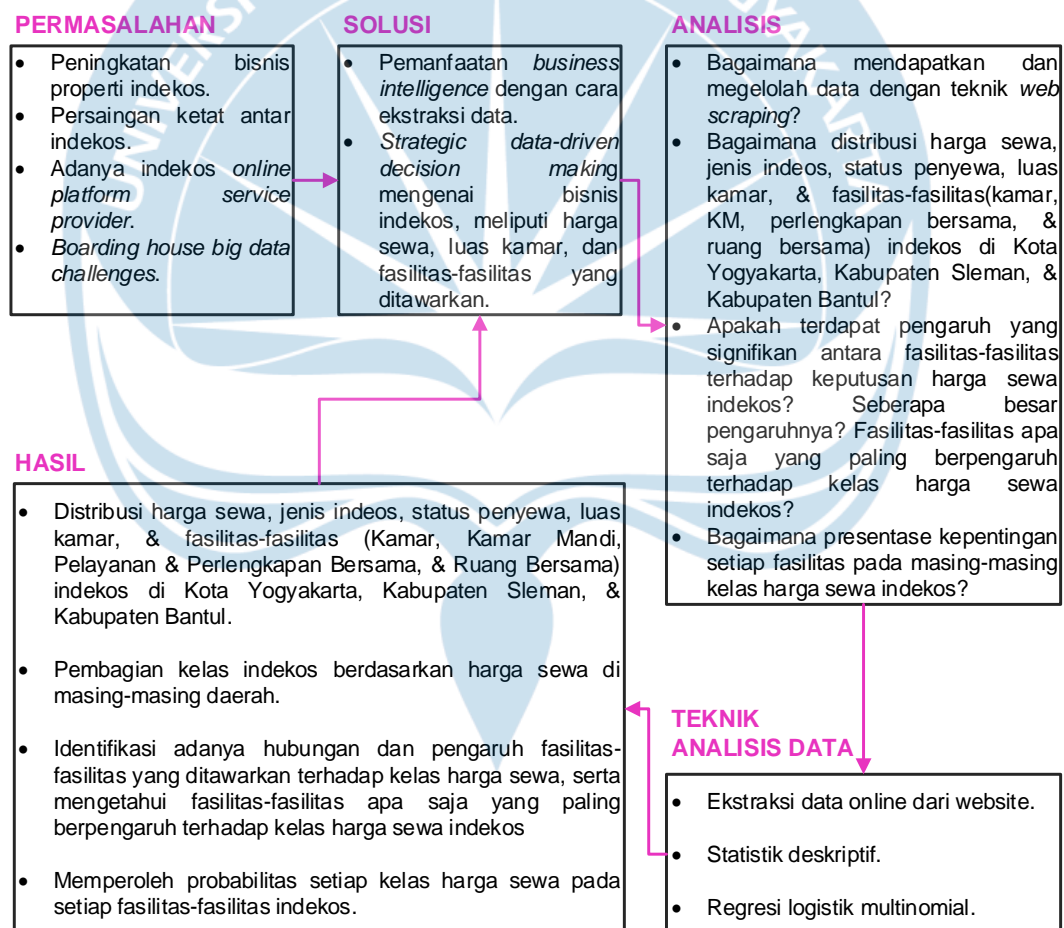 PERMASALAHAN
• Peningkatan bisnis
properti indekos.
• Persaingan ketat antar
indekos.
• Adanya indekos online
platform service
provider.
• Boarding house big data
challenges.
SOLUSI
• Pemanfaatan business
intelligence dengan cara
ekstraksi data.
• Strategic data-driven
decision making
mengenai bisnis
indekos, meliputi harga
sewa, luas kamar, dan
fasilitas-fasilitas yang
ditawarkan.
ANALISIS
• Bagaimana mendapatkan dan
megelolah data dengan teknik web
scraping?
• Bagaimana distribusi harga sewa,
jenis indeos, status penyewa, luas
kamar, & fasilitas-fasilitas(kamar,
KM, perlengkapan bersama, &
ruang bersama) indekos di Kota
Yogyakarta, Kabupaten Sleman, &
Kabupaten Bantul?
• Apakah terdapat pengaruh yang
signifikan antara fasilitas-fasilitas
terhadap keputusan harga sewa
indekos? Seberapa besar
pengaruhnya? Fasilitas-fasilitas apa
saja yang paling berpengaruh
terhadap kelas harga sewa
indekos?
• Bagaimana presentase kepentingan
setiap fasilitas pada masing-masing
kelas harga sewa indekos?
TEKNIK
ANALISIS DATA
• Ekstraksi data online dari website.
• Statistik deskriptif.
• Regresi logistik multinomial.
HASIL
• Distribusi harga sewa, jenis indeos, status penyewa, luas
kamar, & fasilitas-fasilitas (Kamar, Kamar Mandi,
Pelayanan & Perlengkapan Bersama, & Ruang Bersama)
indekos di Kota Yogyakarta, Kabupaten Sleman, &
Kabupaten Bantul.
• Pembagian kelas indekos berdasarkan harga sewa di
masing-masing daerah.
• Identifikasi adanya hubungan dan pengaruh fasilitas-
fasilitas yang ditawarkan terhadap kelas harga sewa, serta
mengetahui fasilitas-fasilitas apa saja yang paling
berpengaruh terhadap kelas harga sewa indekos
• Memperoleh probabilitas setiap kelas harga sewa pada
setiap fasilitas-fasilitas indekos.